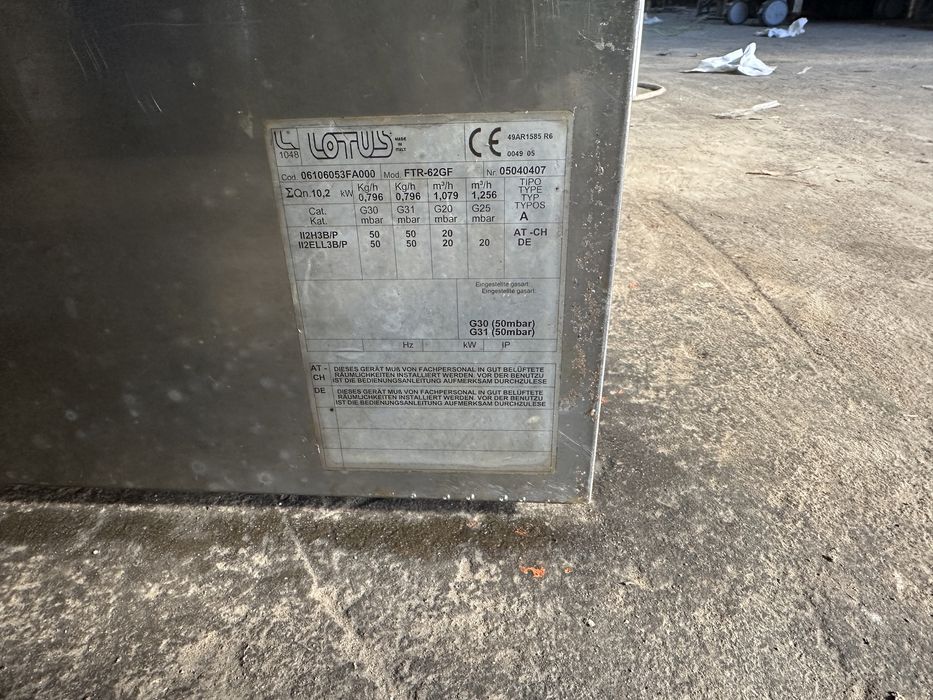 LOTUS MADE IN ITALY
1048
CE 49AR1585 R6
0049 05
Cod. 06106053FA000 Mod. FTR-62GF Nr. 05040407
ΣQn.10,2 kW Kg/h Kg/h m³/h m³/h TIPO
0,796 0,796 1,079 1,256 TYPE
TYP
TYPOS
Cat. G30 G31 G20 G25 A
Kat. mbar mbar mbar mbar
II2H3B/P 50 50 20 AT -CH
II2ELL3B/P 50 50 20 20 DE
Eingestellte gasart:
Eingestellte gasart:
G30 (50mbar)
G31 (50mbar)
Hz kW IP
AT - CH DIESES GERÄT MUß VON FACHPERSONAL IN GUT BELÜFTETE
RÄUMLICHKEITEN INSTALLIERT WERDEN. VOR DER BENUTZU
IST DIE BEDIENUNGSANLEITUNG AUFMERKSAM DURCHZULESE
DE DIESES GERÄT MUß VON FACHPERSONAL IN GUT BELÜFTETE
RÄUMLICHKEITEN INSTALLIERT WERDEN. VOR DER BENUTZU
IST DIE BEDIENUNGSANLEITUNG AUFMERKSAM DURCHZULESE